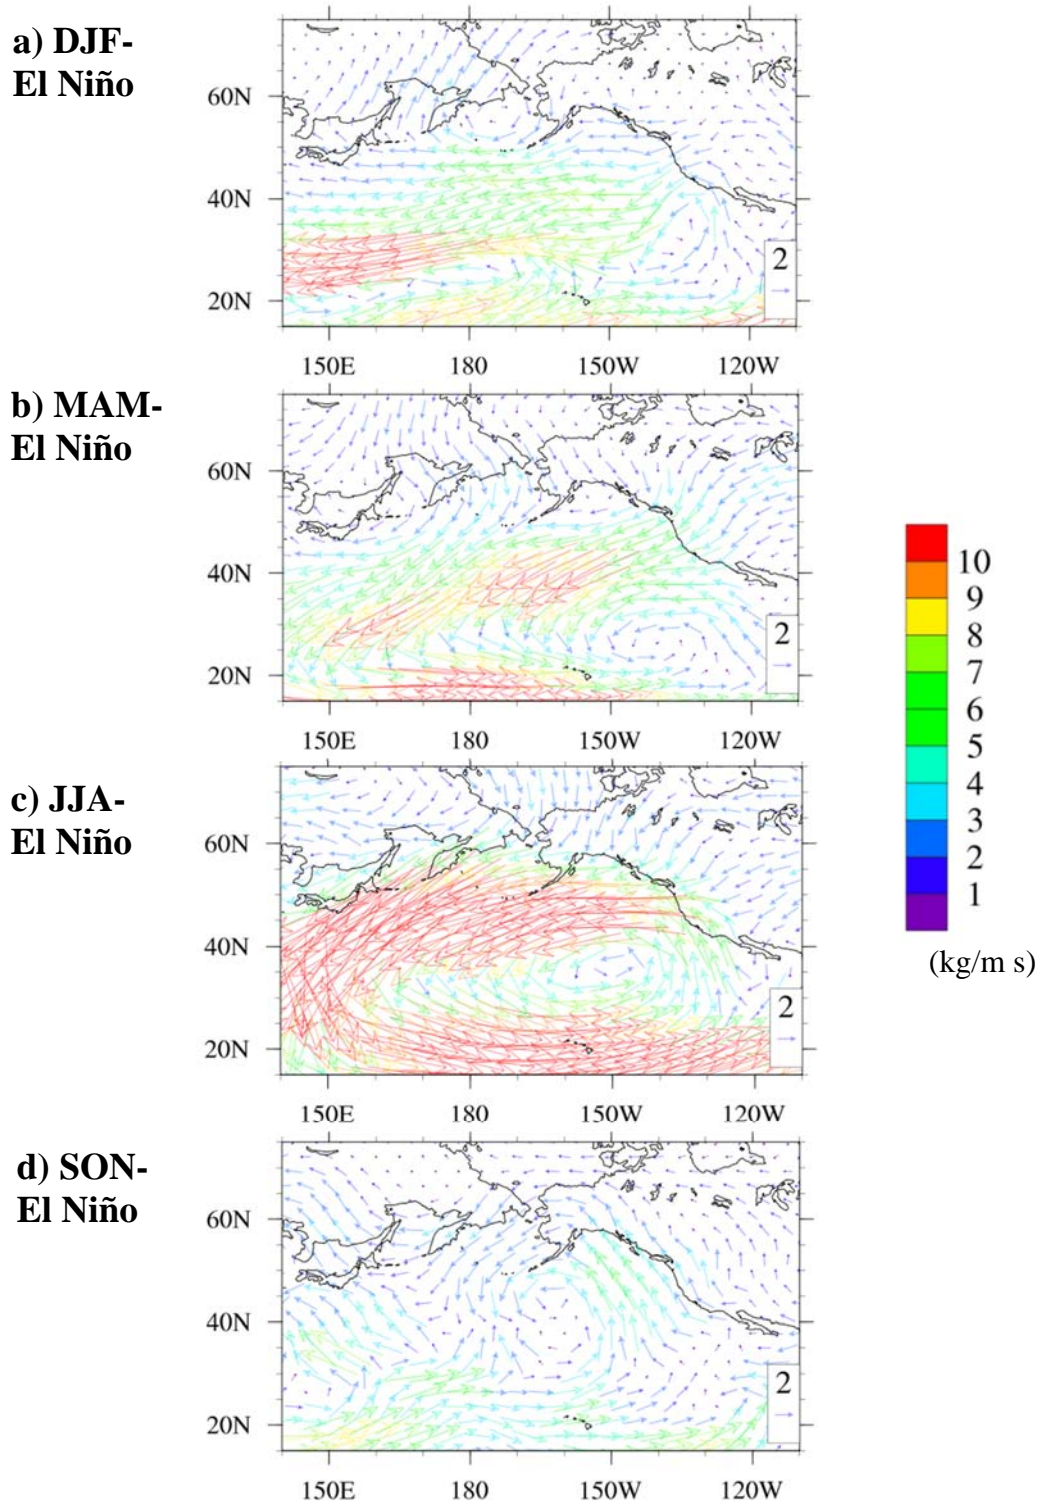 a) DJF-
El Niño
60N
40N
20N
2
150E 180 150W 120W
b) MAM-
El Niño
60N
40N
20N
2
150E 180 150W 120W
c) JJA-
El Niño
60N
40N
20N
2
150E 180 150W 120W
d) SON-
El Niño
60N
40N
20N
2
150E 180 150W 120W
10
9
8
7
6
5
4
3
2
1
(kg/m s)